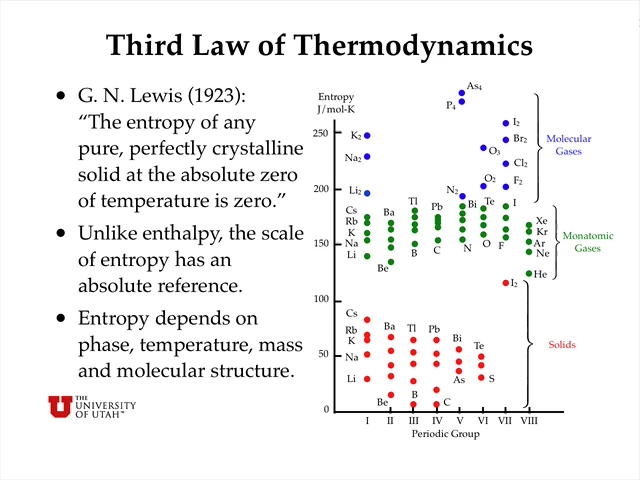 Third Law of Thermodynamics
• G. N. Lewis (1923):
“The entropy of any
pure, perfectly crystalline
solid at the absolute zero
of temperature is zero.”
• Unlike enthalpy, the scale
of entropy has an
absolute reference.
• Entropy depends on
phase, temperature, mass
and molecular structure.
THE
UNIVERSITY
OF UTAH™
Entropy
J/mol-K
250
200
150
100
50
0
As4
P4
K2
I2
Br2
Molecular
Gases
O3
Na2
Cl2
O2
F2
Li2
N2
Tl
Pb
Bi
Te
I
Cs
Ba
Rb
Xe
K
Kr
Monatomic
Gases
Na
Ar
Li
B
C
N
O
F
Ne
Be
He
I2
Cs
Rb
Ba
Tl
Pb
K
Bi
Te
Solids
Na
Li
As
S
B
Be
C
I II III IV V VI VII VIII
Periodic Group